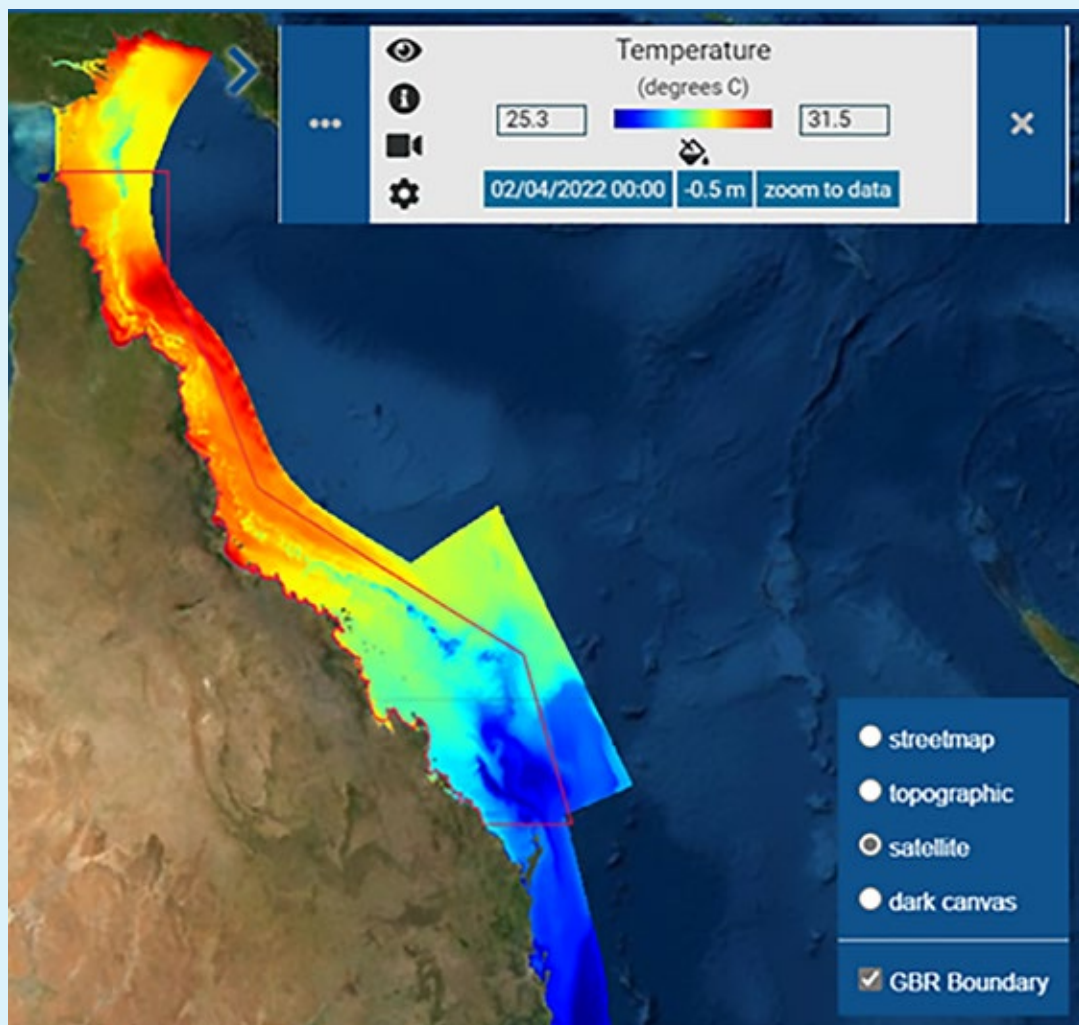 Temperature
(degrees C)
25.3
31.5
02/04/2022 00:00
-0.5 m
zoom to data
streetmap
topographic
satellite
dark canvas
GBR Boundary